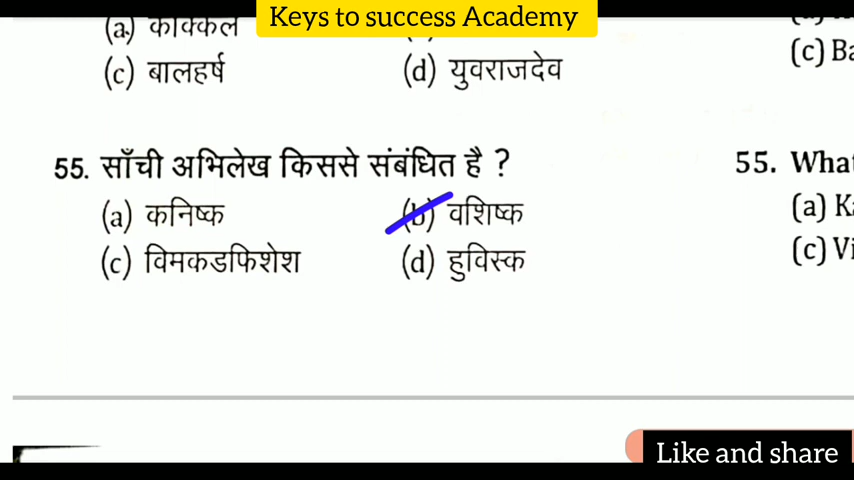 Keys to success Academy
(c) बालहर्ष (d) युवराजदेव
(c) Ba
55. साँची अभिलेख किससे संबंधित है ?
(a) कनिष्क (b) वशिष्क
(c) विमकडफिशेश (d) हुविस्क
55. What
(a) Ka
(c) Vi
Like and share